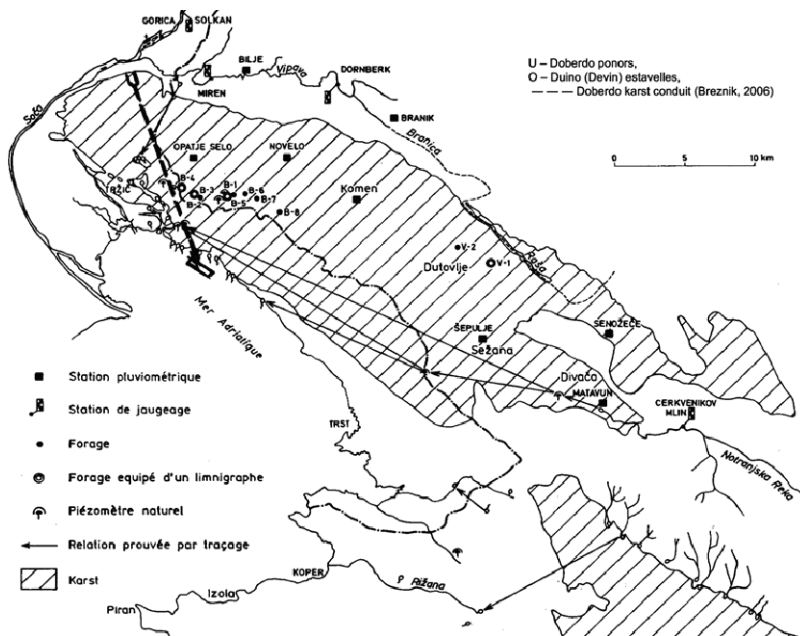 GORICA
SOLKAN
BILJE
Vipava
DORNBERK
MIREN
BRANIK
Branica
Soča
OPATJE SELO
NOVELO
B-4
TRŽIČ
B-3
B-1
B-6
B-2
B-5
B-7
B-8
Komen
V-2
V-1
Dutovlje
Raša
Mer Adriatique
ŠEPULJE
Sežana
SENOŽEČE
Divača
MATAVUN
CERKVENIKOV
MLIN
Notranjska Reka
TRST
KOPER
Rižana
Izola
Piran
U – Doberdo ponors,
O – Duino (Devin) estavelles,
Doberdo karst conduit (Breznik, 2006)
0 5 10 km
Station pluviométrique
Station de jaugeage
Forage
Forage equipé d'un limnigraphe
Piézomètre naturel
Relation prouvée par traçage
Karst